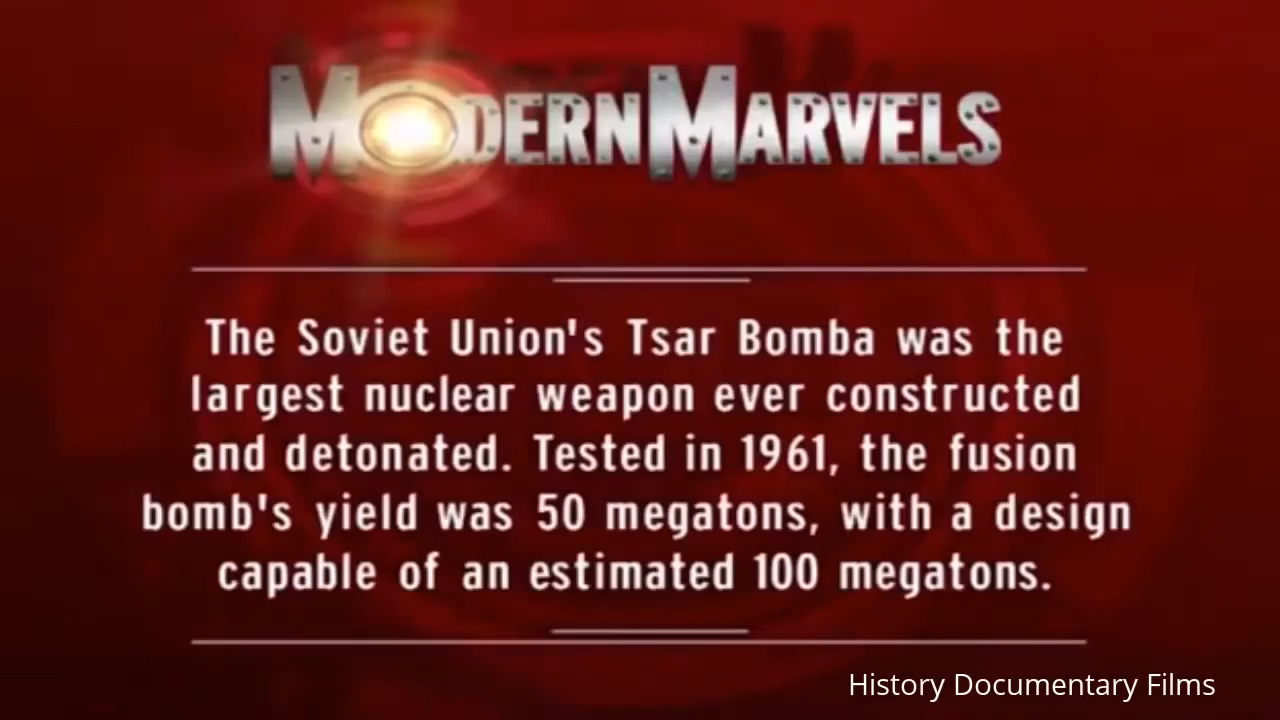 MODERN MARVELS
The Soviet Union's Tsar Bomba was the
largest nuclear weapon ever constructed
and detonated. Tested in 1961, the fusion
bomb's yield was 50 megatons, with a design
capable of an estimated 100 megatons.
History Documentary Films